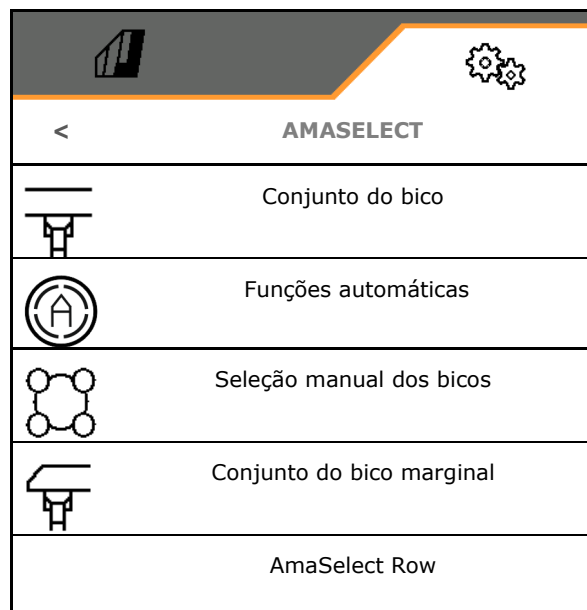 < AMASELECT
Conjunto do bico
Funções automáticas
Seleção manual dos bicos
Conjunto do bico marginal
AmaSelect Row